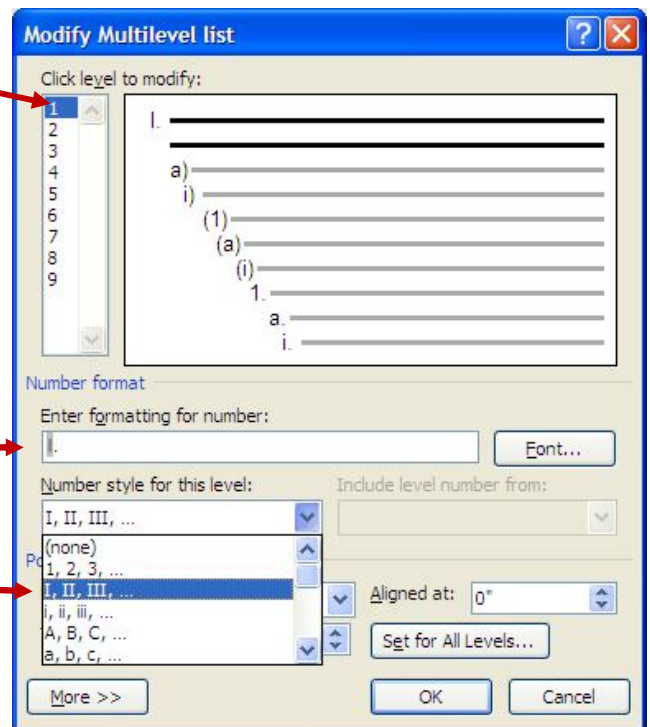 Modify Multilevel list
Click level to modify:
1
2
3
4
5
6
7
8
9
I.
a)
i)
(1)
(a)
(i)
1.
a.
i.
Number format
Enter formatting for number:
I.
Font...
Number style for this level:
Include level number from:
I, II, III, ...
(none)
1, 2, 3, ...
I, II, III, ...
i, ii, iii, ...
A, B, C, ...
a, b, c, ...
Po
Aligned at:
0"
Set for All Levels...
More >>
OK
Cancel